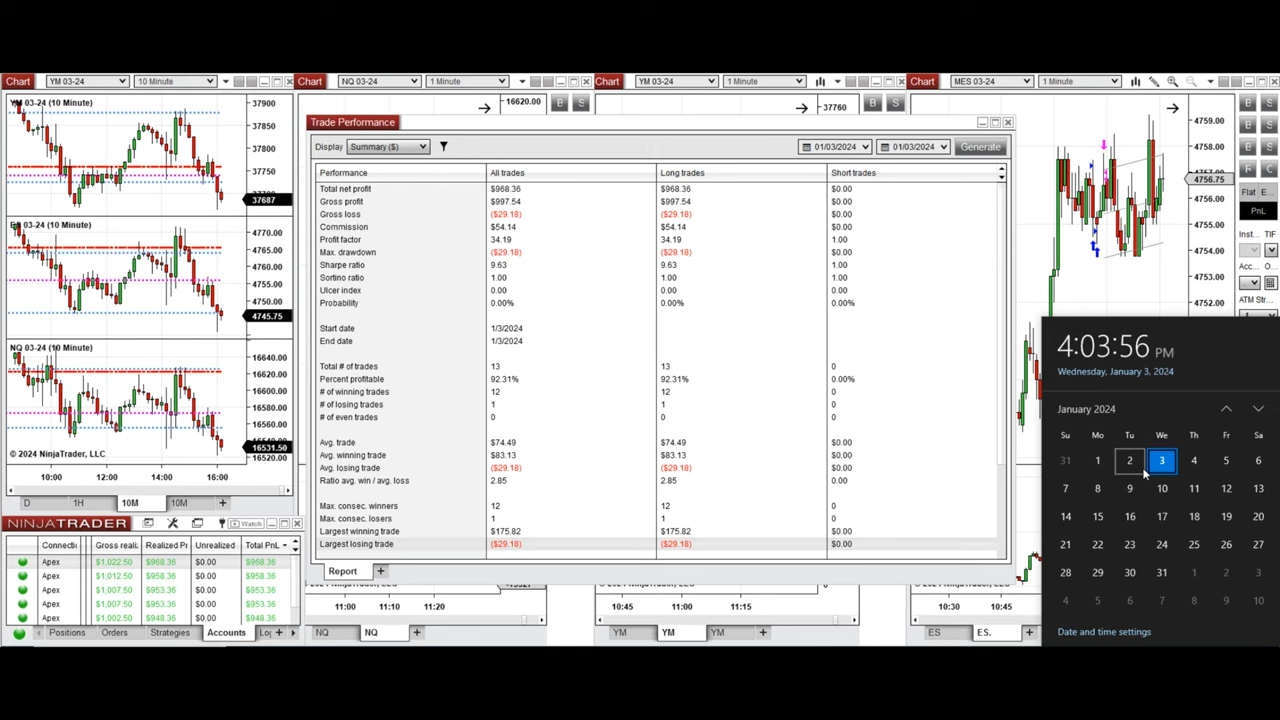 Chart YM 03-24 10 Minute
YM 03-24 (10 Minute)
37900
37850
37800
37750
37687
4770.00
4765.00
4760.00
4755.00
4750.00
4745.75
NQ 03-24 (10 Minute)
16640.00
16620.00
16600.00
16580.00
16560.00
16531.50
16520.00
© 2024 NinjaTrader, LLC
10:00 12:00 14:00 16:00
D 1H 10M 10M +
NINJATRADER Watch
Connectic Gross reali: Realized Pr Unrealized Total PnL
Apex $1,022.50 $968.36 $0.00 $968.36
Apex $1,012.50 $958.36 $0.00 $958.36
Apex $1,007.50 $953.36 $0.00 $953.36
Apex $1,007.50 $953.36 $0.00 $953.36
Apex $1,002.50 $948.36 $0.00 $948.36
Positions Orders Strategies Accounts +
Chart NQ 03-24 1 Minute
16620.00 B S
Chart YM 03-24 1 Minute
37760 B S
Chart MES 03-24 1 Minute
Trade Performance
Display Summary ($) 01/03/2024 01/03/2024 Generate
Performance All trades Long trades Short trades
Total net profit $968.36 $968.36 $0.00
Gross profit $997.54 $997.54 $0.00
Gross loss ($29.18) ($29.18) $0.00
Commission $54.14 $54.14 $0.00
Profit factor 34.19 34.19 1.00
Max. drawdown ($29.18) ($29.18) $0.00
Sharpe ratio 9.63 9.63 1.00
Sortino ratio 1.00 1.00 1.00
Ulcer index 0.00 0.00 0.00
Probability 0.00% 0.00% 0.00%
Start date 1/3/2024
End date 1/3/2024
Total # of trades 13 13 0
Percent profitable 92.31% 92.31% 0.00%
# of winning trades 12 12 0
# of losing trades 1 1 0
# of even trades 0 0 0
Avg. trade $74.49 $74.49 $0.00
Avg. winning trade $83.13 $83.13 $0.00
Avg. losing trade ($29.18) ($29.18) $0.00
Ratio avg. win / avg. loss 2.85 2.85 0.00
Max. consec. winners 12 12 0
Max. consec. losers 1 1 0
Largest winning trade $175.82 $175.82 $0.00
Largest losing trade ($29.18) ($29.18) $0.00
Report +
11:00 11:10 11:20
NQ NQ +
10:45 11:00 11:15
YM YM YM +
10:30 10:45
ES ES. +
4759.00
4758.00
4756.75
4755.00
4754.00
4753.00
4752.00
B S
B S
B S
F C
Flat E...
PnL
Inst... TIF
Acc... O...
ATM Str...
4:03:56 PM
Wednesday, January 3, 2024
January 2024
Su Mo Tu We Th Fr Sa
31 1 2 3 4 5 6
7 8 9 10 11 12 13
14 15 16 17 18 19 20
21 22 23 24 25 26 27
28 29 30 31 1 2 3
4 5 6 7 8 9 10
Date and time settings